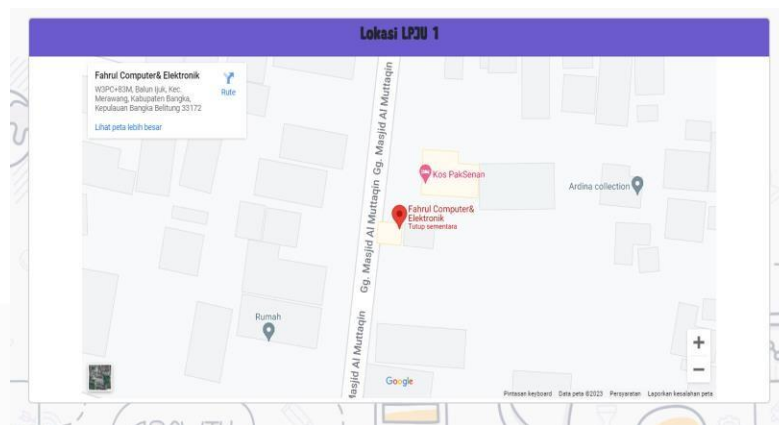 Lokasi LPJU 1
Fahrul Computer& Elektronik
W3PC+83M, Balun Ijuk, Kec.
Merawang, Kabupaten Bangka,
Kepulauan Bangka Belitung 33172
Rute
Lihat peta lebih besar
Gg. Masjid Al Muttaqin
Gg. Masjid Al Muttaqin
Masjid Al Muttaqin
Kos PakSenan
Ardina collection
Fahrul Computer&
Elektronik
Tutup sementara
Rumah
Google
Pintasan keyboard Data peta ©2023 Persyaratan Laporkan kesalahan peta